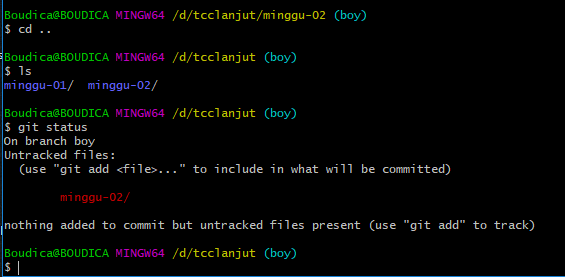 Boudica@BOUDICA MINGW64 /d/tcclanjut/minggu-02 (boy)
$ cd ..
Boudica@BOUDICA MINGW64 /d/tcclanjut (boy)
$ ls
minggu-01/  minggu-02/
Boudica@BOUDICA MINGW64 /d/tcclanjut (boy)
$ git status
On branch boy
Untracked files:
  (use "git add <file>..." to include in what will be committed)
        minggu-02/
nothing added to commit but untracked files present (use "git add" to track)
Boudica@BOUDICA MINGW64 /d/tcclanjut (boy)
$